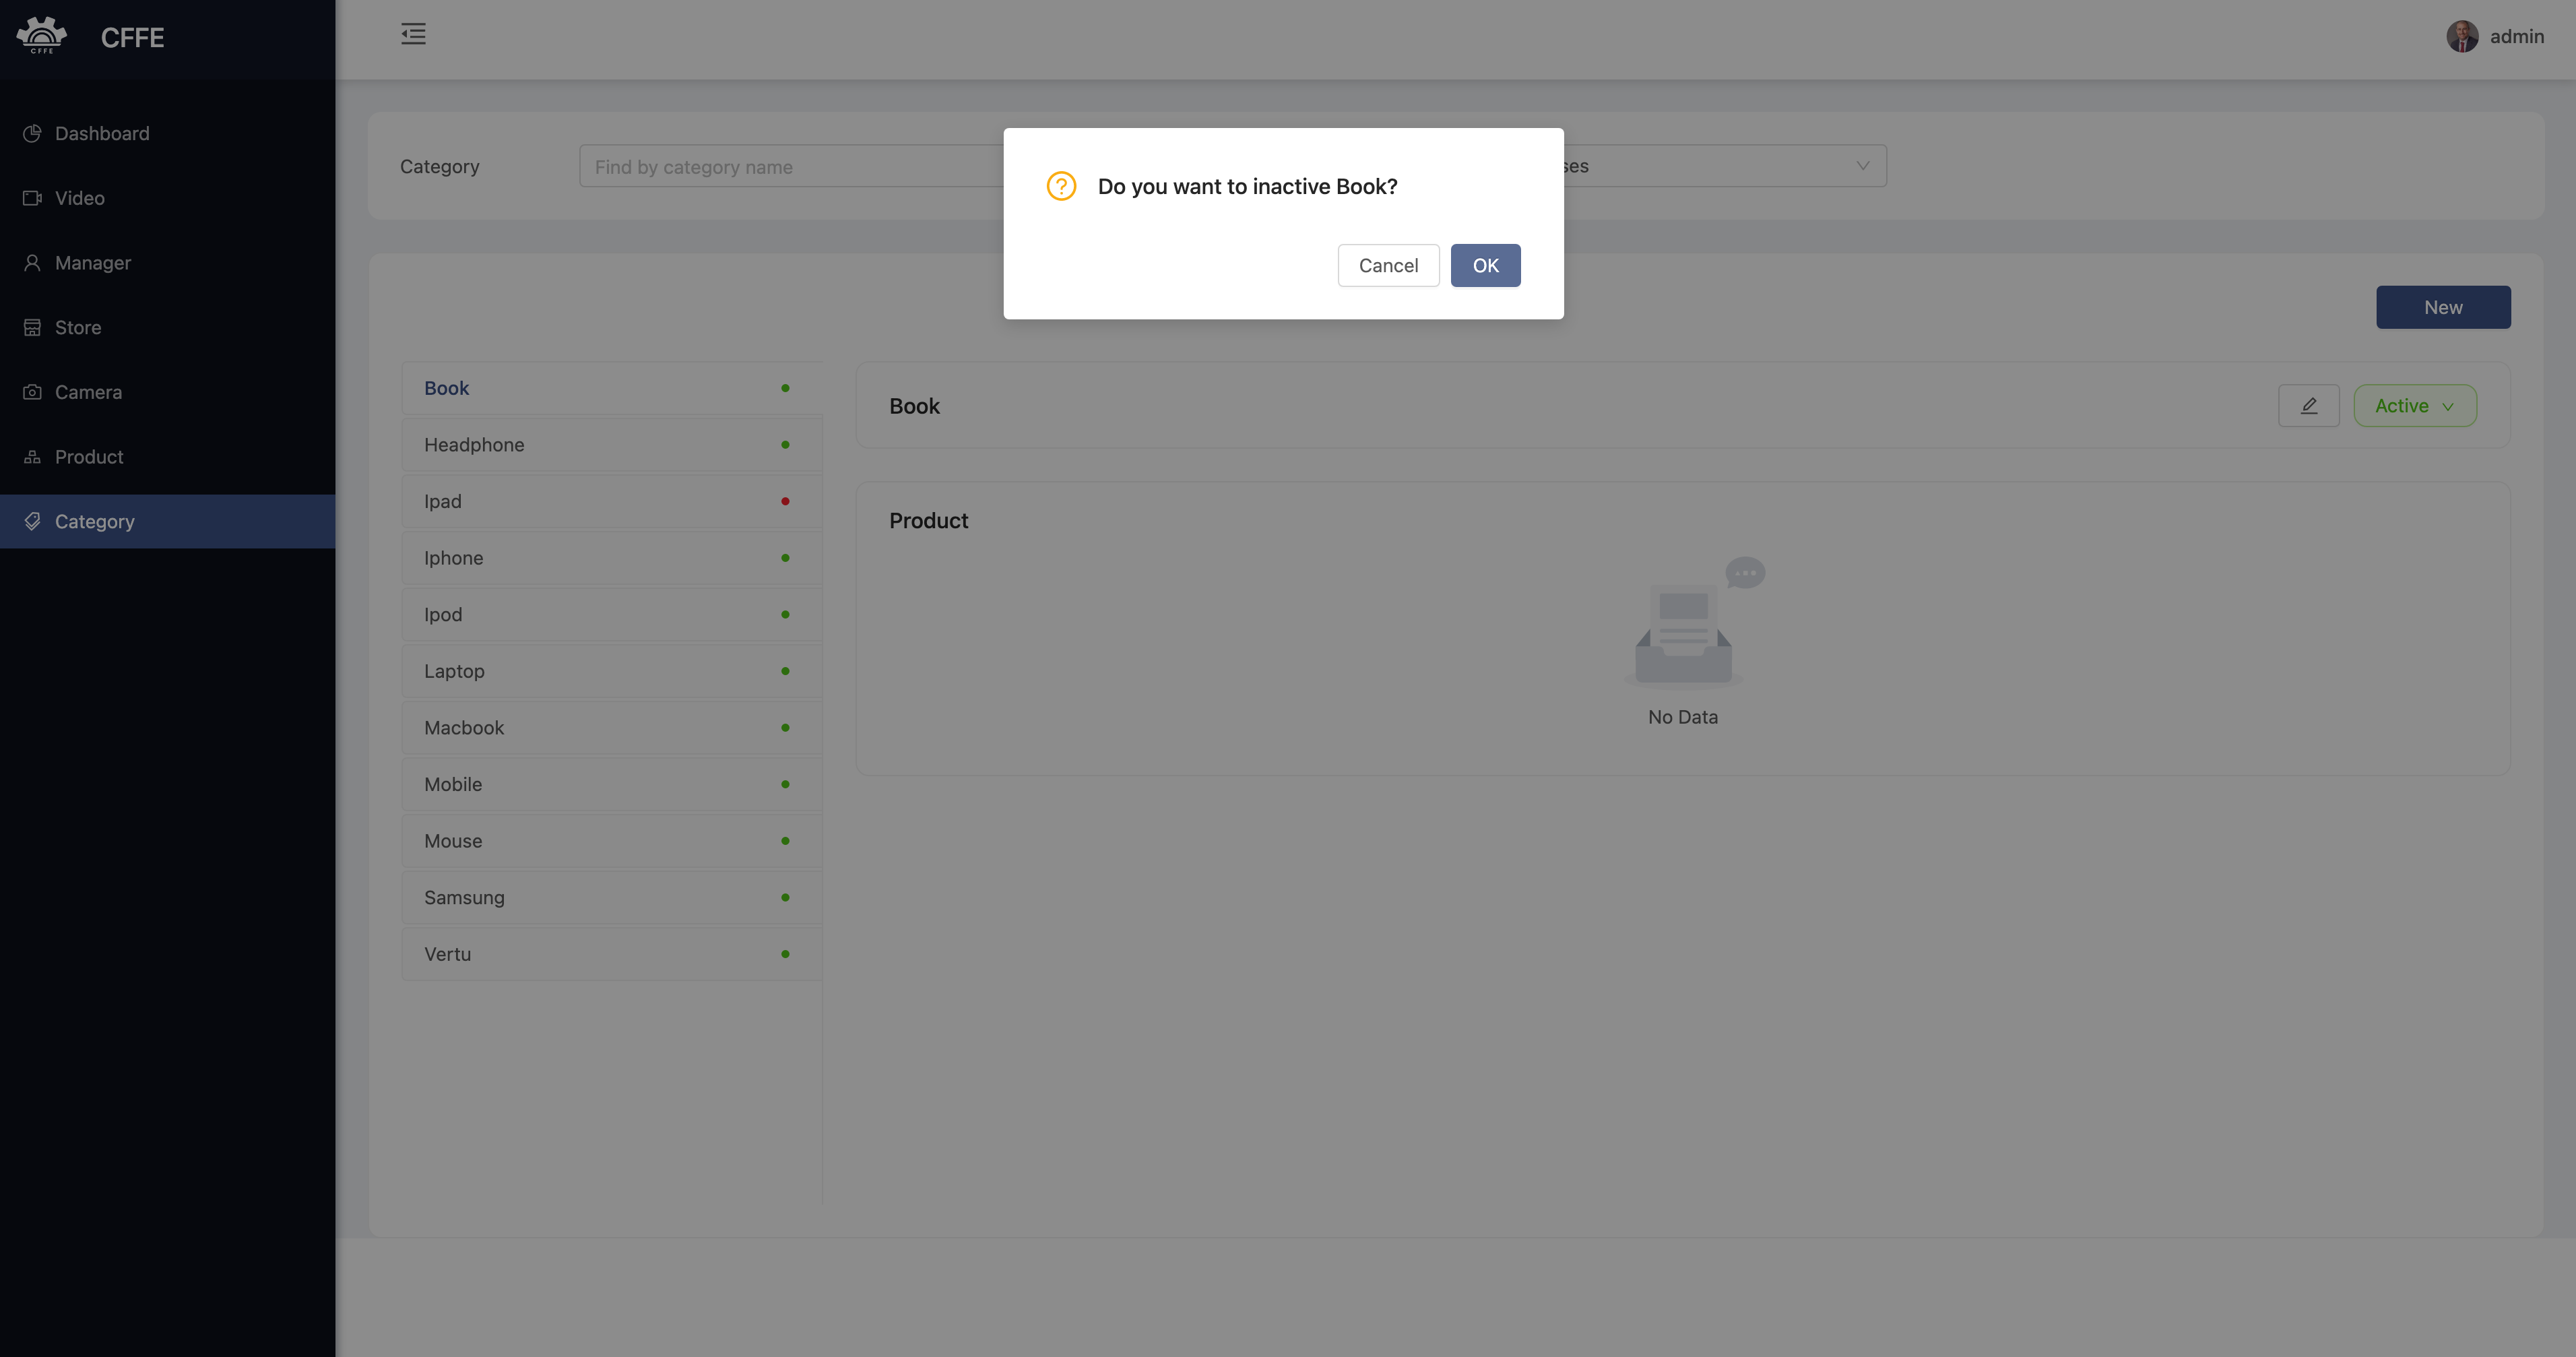 CFFE
CFFE
admin
Dashboard
Video
Manager
Store
Camera
Product
Category
Category
Find by category name
Do you want to inactive Book?
Cancel
OK
New
Book
Headphone
Ipad
Iphone
Ipod
Laptop
Macbook
Mobile
Mouse
Samsung
Vertu
Book
Active
Product
No Data